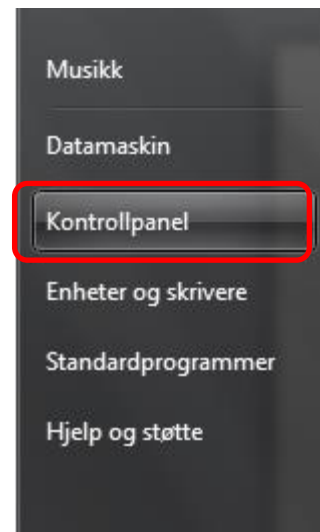 Musikk
Datamaskin
Kontrollpanel
Enheter og skrivere
Standardprogrammer
Hjelp og støtte